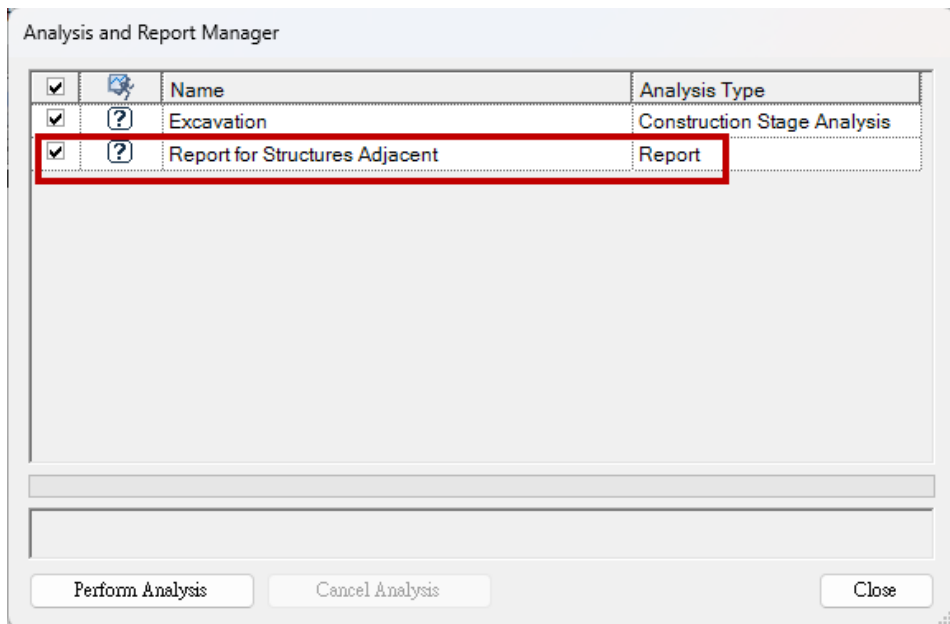 Analysis and Report Manager
Name Analysis Type
? Excavation Construction Stage Analysis
? Report for Structures Adjacent Report
Perform Analysis Cancel Analysis Close